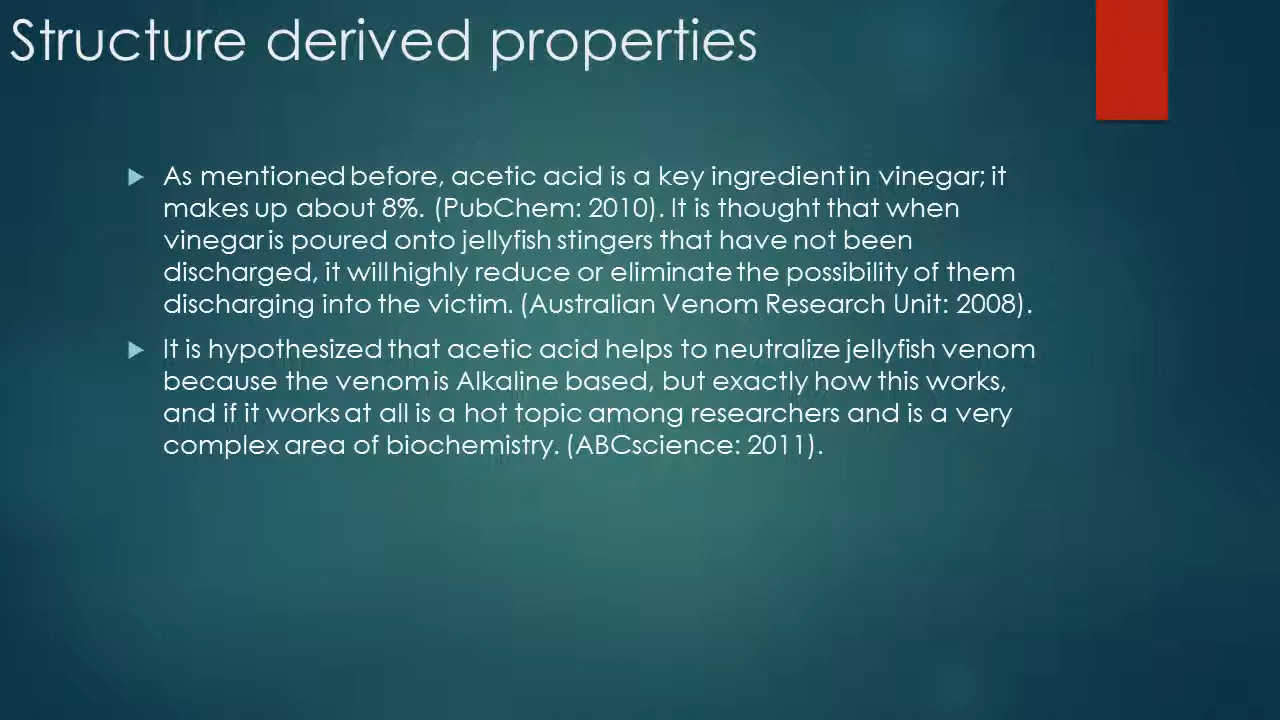 Structure derived properties
As mentioned before, acetic acid is a key ingredient in vinegar; it
makes up about 8%. (PubChem: 2010). It is thought that when
vinegar is poured onto jellyfish stingers that have not been
discharged, it will highly reduce or eliminate the possibility of them
discharging into the victim. (Australian Venom Research Unit: 2008).
It is hypothesized that acetic acid helps to neutralize jellyfish venom
because the venom is Alkaline based, but exactly how this works,
and if it works at all is a hot topic among researchers and is a very
complex area of biochemistry. (ABCscience: 2011).